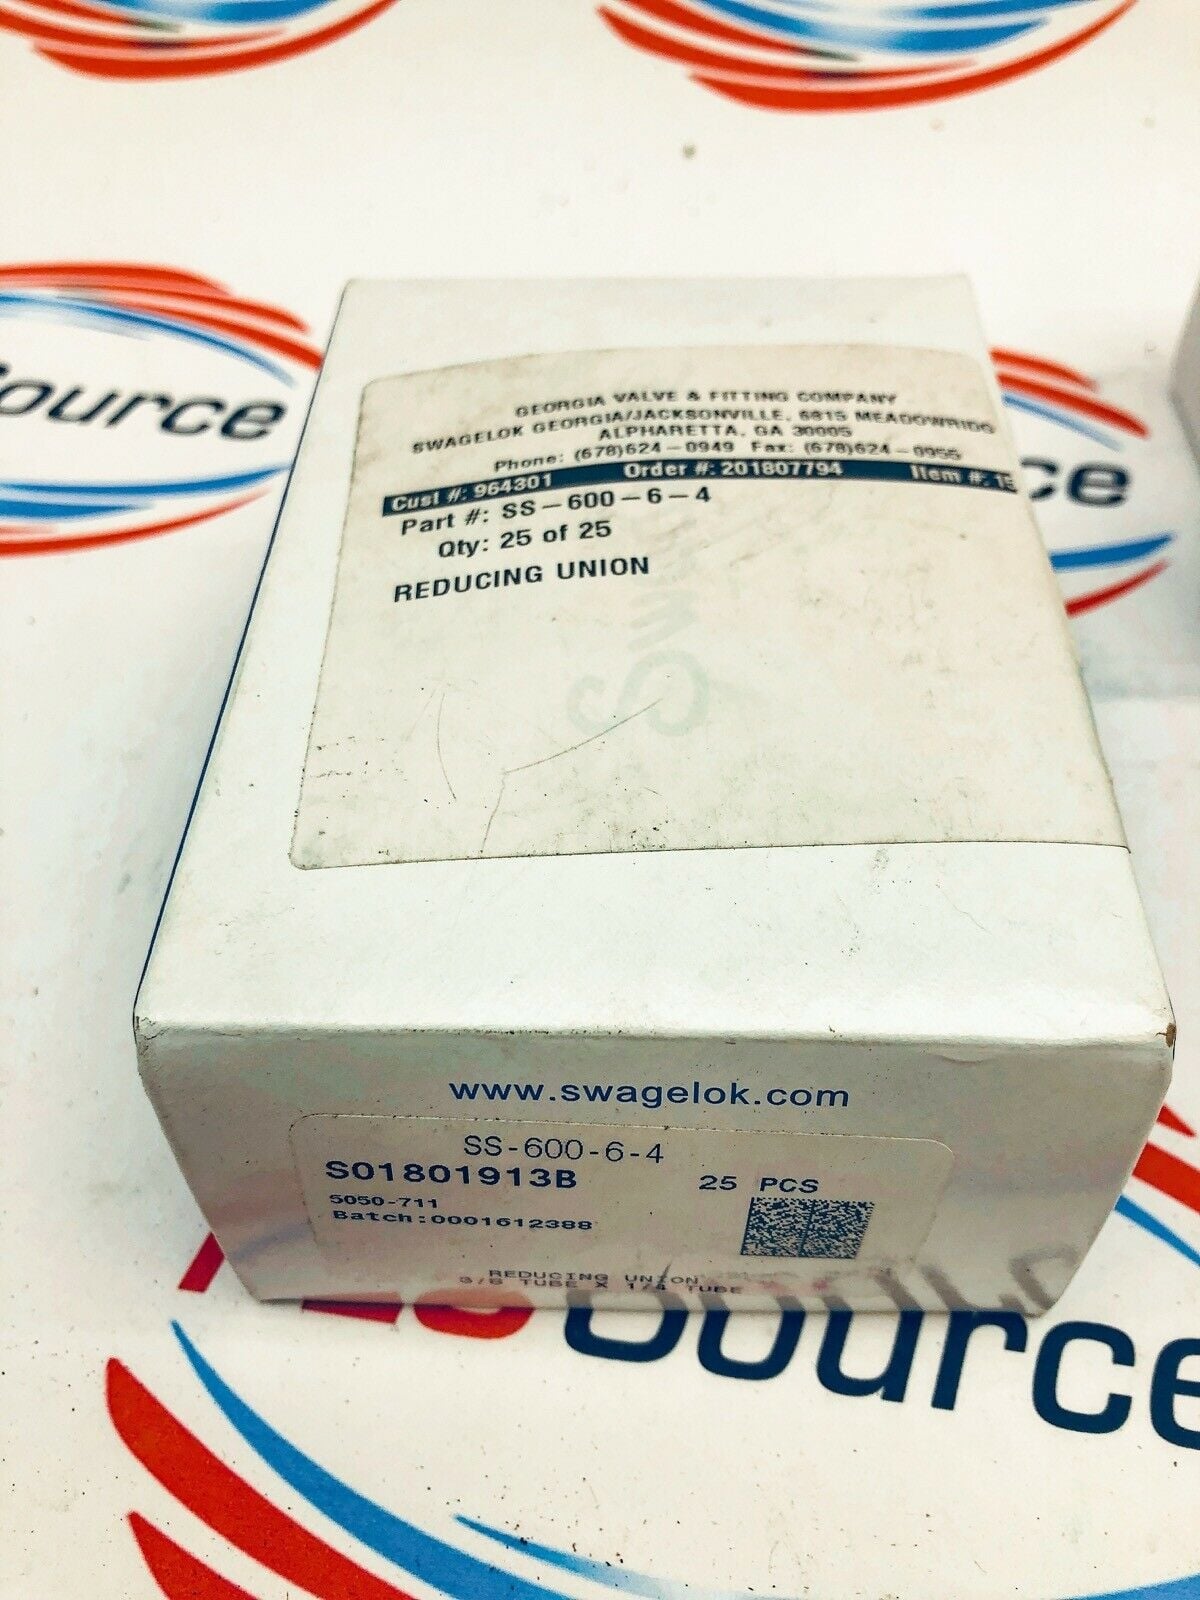 Source
ce
GEORGIA VALVE & FITTING COMPANY
SWAGELOK GEORGIA/JACKSONVILLE, 6815 MEADOWRIDG
ALPHARETTA, GA 30005
Phone: (678)624-0949 Fax: (678)624-0955
Cust #: 964301 Order #: 201807794 Item #:
Part #: SS-600-6-4
Qty: 25 of 25
REDUCING UNION
www.swagelok.com
SS-600-6-4
S01801913B 25 PCS
5050-711
Batch:0001612388
REDUCING UNION
3/8 TUBE X 1/4 TUBE
Source